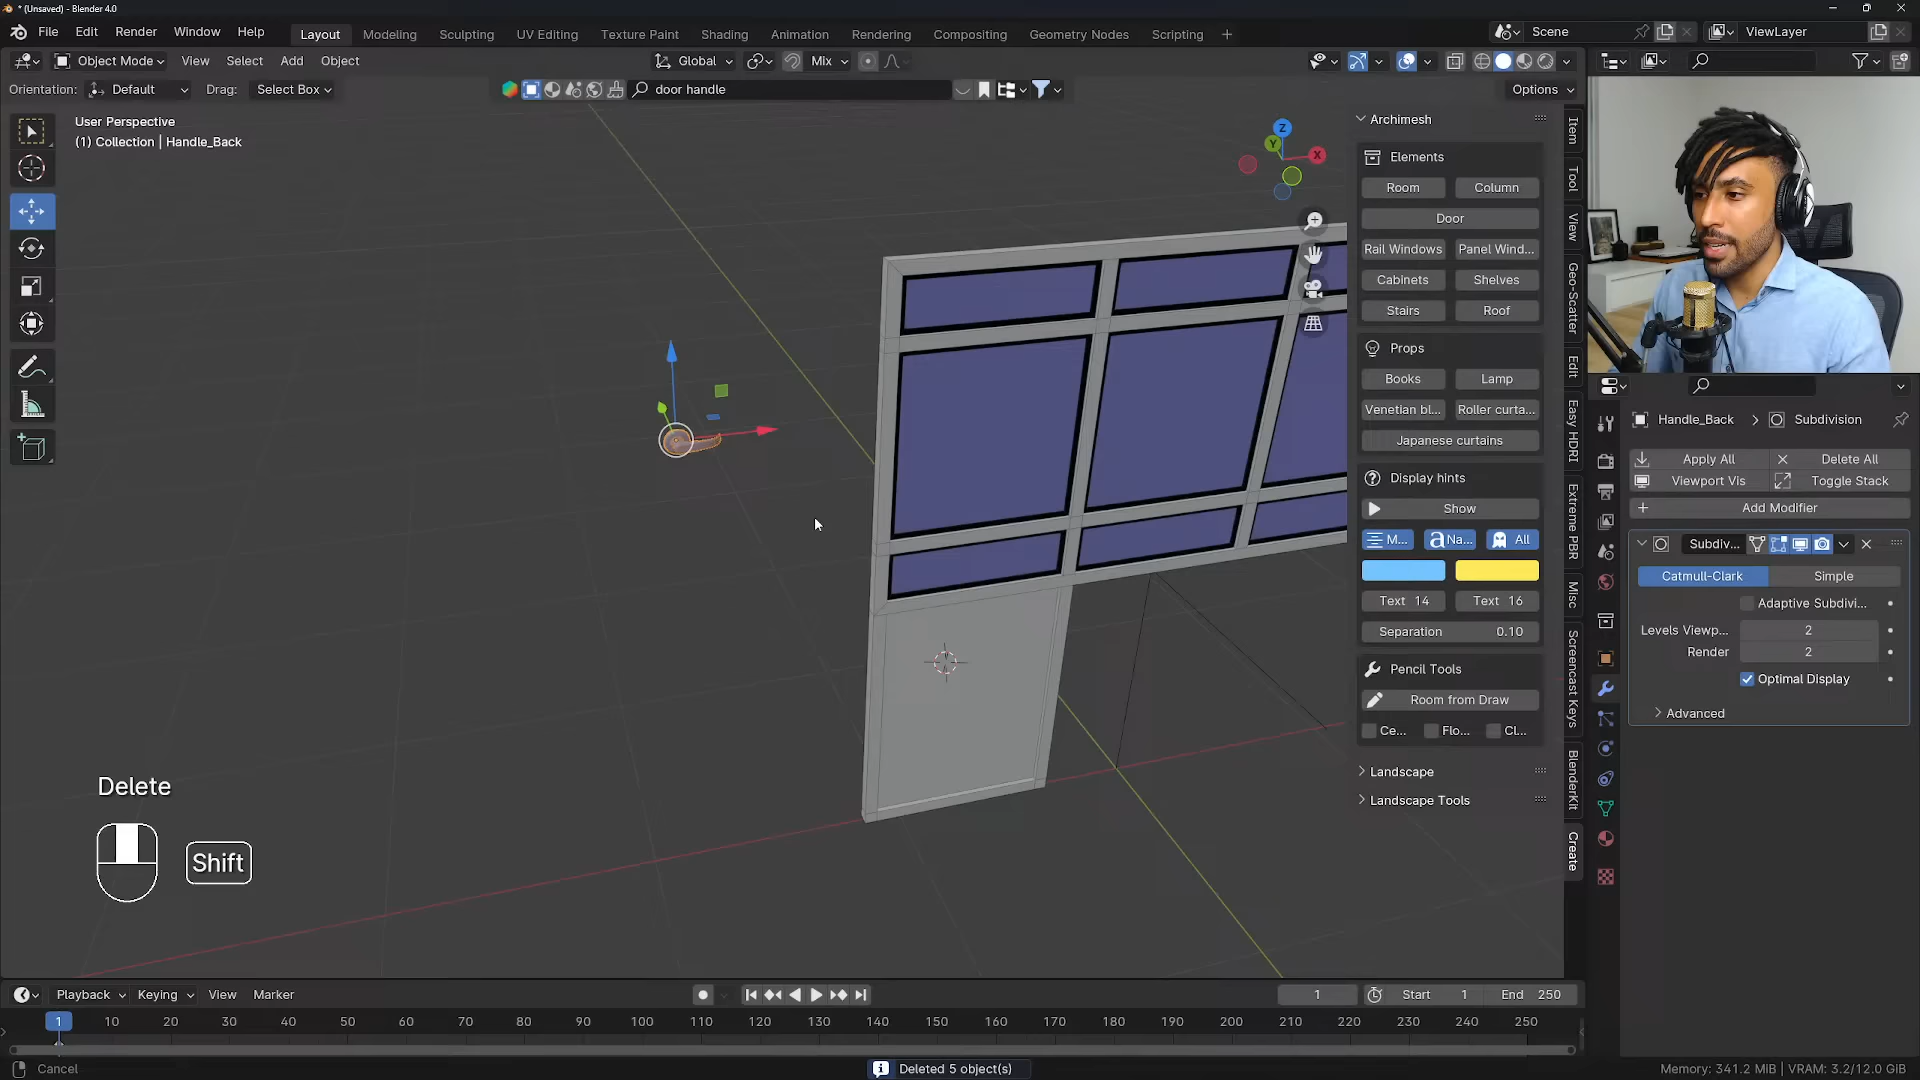 * (Unsaved) - Blender 4.0
File Edit Render Window Help
Layout Modeling Sculpting UV Editing Texture Paint Shading Animation Rendering Compositing Geometry Nodes Scripting +
Scene
ViewLayer
Object Mode View Select Add Object
Global
Mix
Orientation: Default Drag: Select Box
door handle
Options
User Perspective
(1) Collection | Handle_Back
Z
Y
X
Archimesh
Elements
Room Column
Door
Rail Windows Panel Wind...
Cabinets Shelves
Stairs Roof
Props
Books Lamp
Venetian bl... Roller curta...
Japanese curtains
Display hints
Show
M... Na... All
Text 14 Text 16
Separation 0.10
Pencil Tools
Room from Draw
Ce... Flo... Cl...
Landscape
Landscape Tools
Item
Tool
View
Geo-Scatter
Edit
Easy HDRI
Extreme PBR
Misc
Screencast Keys
BlenderKit
Create
Handle_Back > Subdivision
Apply All Delete All
Viewport Vis Toggle Stack
Add Modifier
Subdiv...
Catmull-Clark Simple
Adaptive Subdivi...
Levels Viewp... 2
Render 2
Optimal Display
Advanced
Delete
Shift
Playback Keying View Marker
1
Start 1 End 250
1 10 20 30 40 50 60 70 80 90 100 110 120 130 140 150 160 170 180 190 200 210 220 230 240 250
Cancel
Deleted 5 object(s)
Memory: 341.2 MiB | VRAM: 3.2/12.0 GiB